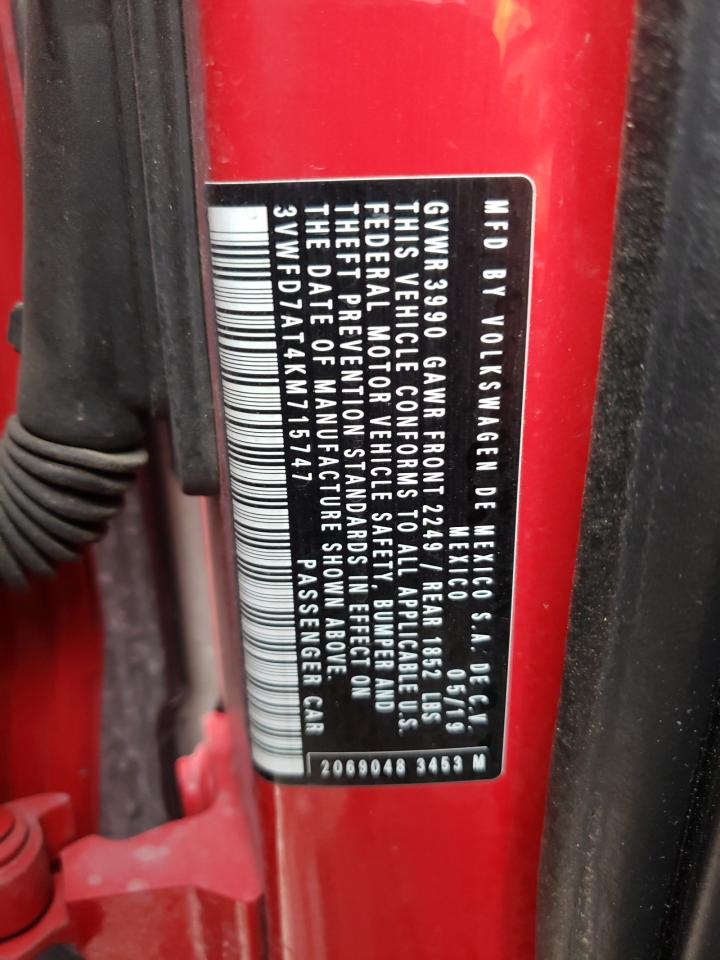 MFD BY VOLKSWAGEN DE MEXICO S.A. DE C.V.
MEXICO 05/19
GVWR 3990 GAWR FRONT 2249 / REAR 1852 LBS
THIS VEHICLE CONFORMS TO ALL APPLICABLE U.S.
FEDERAL MOTOR VEHICLE SAFETY, BUMPER AND
THEFT PREVENTION STANDARDS IN EFFECT ON
THE DATE OF MANUFACTURE SHOWN ABOVE.
3VWFD7AT4KM715747 PASSENGER CAR
2069048 3453 M